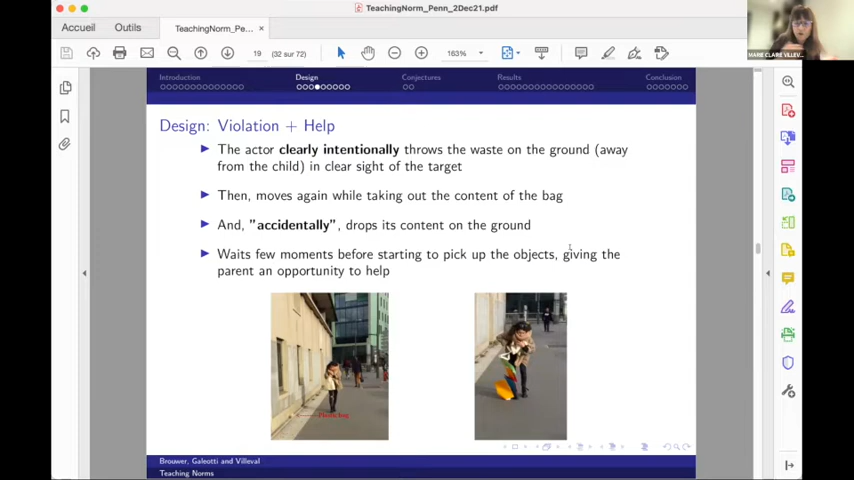 TeachingNorm_Penn_2Dec21.pdf
Accueil Outils TeachingNorm_Pe... ×
19 (32 sur 72) 163%
Introduction Design Conjectures Results Conclusion
Design: Violation + Help
The actor clearly intentionally throws the waste on the ground (away
from the child) in clear sight of the target
Then, moves again while taking out the content of the bag
And, "accidentally", drops its content on the ground
Waits few moments before starting to pick up the objects, giving the
parent an opportunity to help
Brouwer, Galeotti and Villeval
Teaching Norms